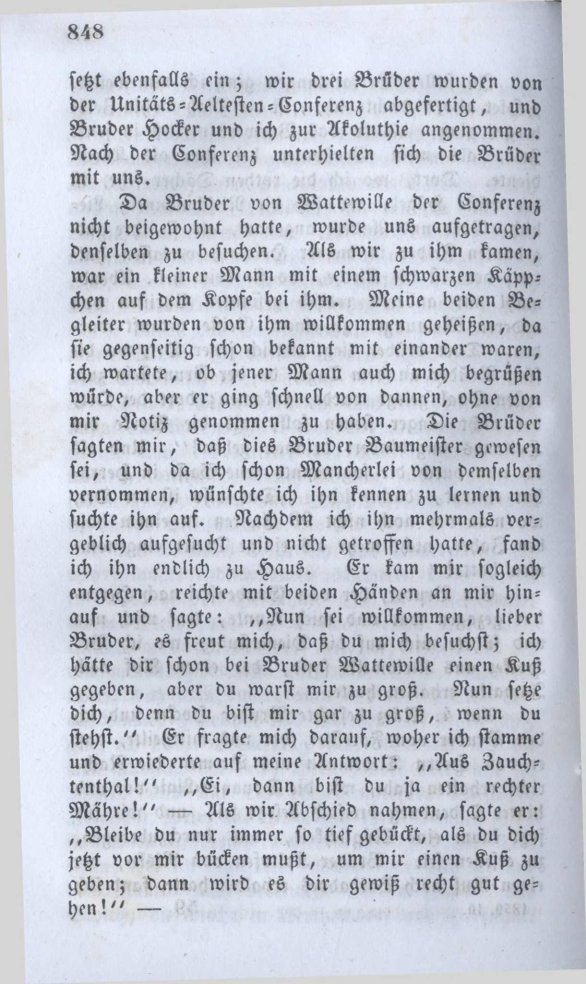 848
setzt ebenfalls ein; wir drei Brüder wurden von
der Unitäts-Aeltesten-Conferenz abgefertigt, und
Bruder Hocker und ich zur Akoluthie angenommen.
Nach der Conferenz unterhielten sich die Brüder
mit uns.
Da Bruder von Wattewille der Conferenz
nicht beigewohnt hatte, wurde uns aufgetragen,
denselben zu besuchen. Als wir zu ihm kamen,
war ein kleiner Mann mit einem schwarzen Käpp-
chen auf dem Kopfe bei ihm. Meine beiden Be-
gleiter wurden von ihm willkommen geheißen, da
sie gegenseitig schon bekannt mit einander waren,
ich wartete, ob jener Mann auch mich begrüßen
würde, aber er ging schnell von dannen, ohne von
mir Notiz genommen zu haben. Die Brüder
sagten mir, daß dies Bruder Baumeister gewesen
sei, und da ich schon Mancherlei von demselben
vernommen, wünschte ich ihn kennen zu lernen und
suchte ihn auf. Nachdem ich ihn mehrmals ver-
geblich aufgesucht und nicht getroffen hatte, fand
ich ihn endlich zu Haus. Er kam mir sogleich
entgegen, reichte mit beiden Händen an mir hin-
auf und sagte: „Nun sei willkommen, lieber
Bruder, es freut mich, daß du mich besuchst; ich
hätte dir schon bei Bruder Wattewille einen Kuß
gegeben, aber du warst mir zu groß. Nun setze
dich, denn du bist mir gar zu groß, wenn du
stehst.“ Er fragte mich darauf, woher ich stamme
und erwiederte auf meine Antwort: „Aus Zauch-
tenthal!“ „Ei, dann bist du ja ein rechter
Mähre!“ — Als wir Abschied nahmen, sagte er:
„Bleibe du nur immer so tief gebückt, als du dich
jetzt vor mir bücken mußt, um mir einen Kuß zu
geben; dann wird es dir gewiß recht gut ge-
hen!“ —